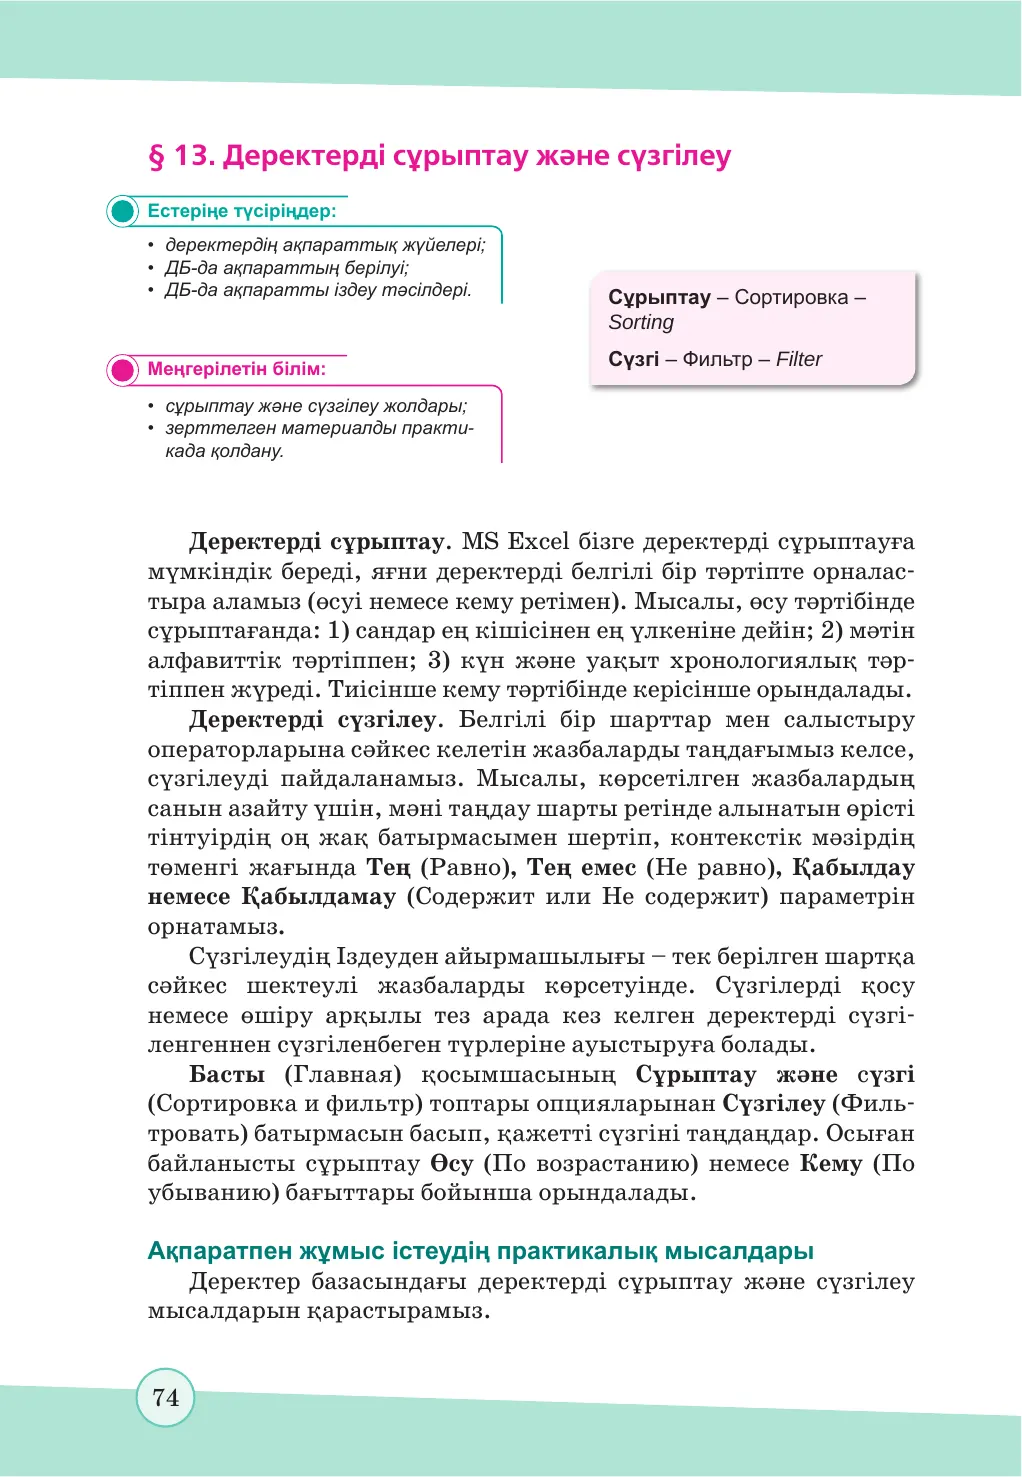 § 13. Деректерді сұрыптау және сүзгілеу
Естеріңе түсіріңдер:
• деректердің ақпараттық жүйелері;
• ДБ-да ақпараттың берілуі;
• ДБ-да ақпаратты іздеу тәсілдері.
Сұрыптау – Сортировка –
Sorting
Сүзгі – Фильтр – Filter
Меңгерілетін білім:
• сұрыптау және сүзгілеу жолдары;
• зерттелген материалды практи-
када қолдану.
Деректерді сұрыптау. MS Excel бізге деректерді сұрыптауға
мүмкіндік береді, яғни деректерді белгілі бір тәртіпте орналас-
тыра аламыз (өсуі немесе кему ретімен). Мысалы, өсу тәртібінде
сұрыптағанда: 1) сандар ең кішісінен ең үлкеніне дейін; 2) мәтін
алфавиттік тәртіппен; 3) күн және уақыт хронологиялық тәр-
тіппен жүреді. Тиісінше кему тәртібінде керісінше орындалады.
Деректерді сүзгілеу. Белгілі бір шарттар мен салыстыру
операторларына сәйкес келетін жазбаларды таңдағымыз келсе,
сүзгілеуді пайдаланамыз. Мысалы, көрсетілген жазбалардың
санын азайту үшін, мәні таңдау шарты ретінде алынатын өрісті
тінтуірдің оң жақ батырмасымен шертіп, контекстік мәзірдің
төменгі жағында Тең (Равно), Тең емес (Не равно), Қабылдау
немесе Қабылдамау (Содержит или Не содержит) параметрін
орнатамыз.
Сүзгілеудің Іздеуден айырмашылығы – тек берілген шартқа
сәйкес шектеулі жазбаларды көрсетуінде. Сүзгілерді қосу
немесе өшіру арқылы тез арада кез келген деректерді сүзгі-
ленгеннен сүзгіленбеген түрлеріне ауыстыруға болады.
Басты (Главная) қосымшасының Сұрыптау және сүзгі
(Сортировка и фильтр) топтары опцияларынан Сүзгілеу (Филь-
тровать) батырмасын басып, қажетті сүзгіні таңдаңдар. Осыған
байланысты сұрыптау Өсу (По возрастанию) немесе Кему (По
убыванию) бағыттары бойынша орындалады.
Ақпаратпен жұмыс істеудің практикалық мысалдары
Деректер базасындағы деректерді сұрыптау және сүзгілеу
мысалдарын қарастырамыз.
74